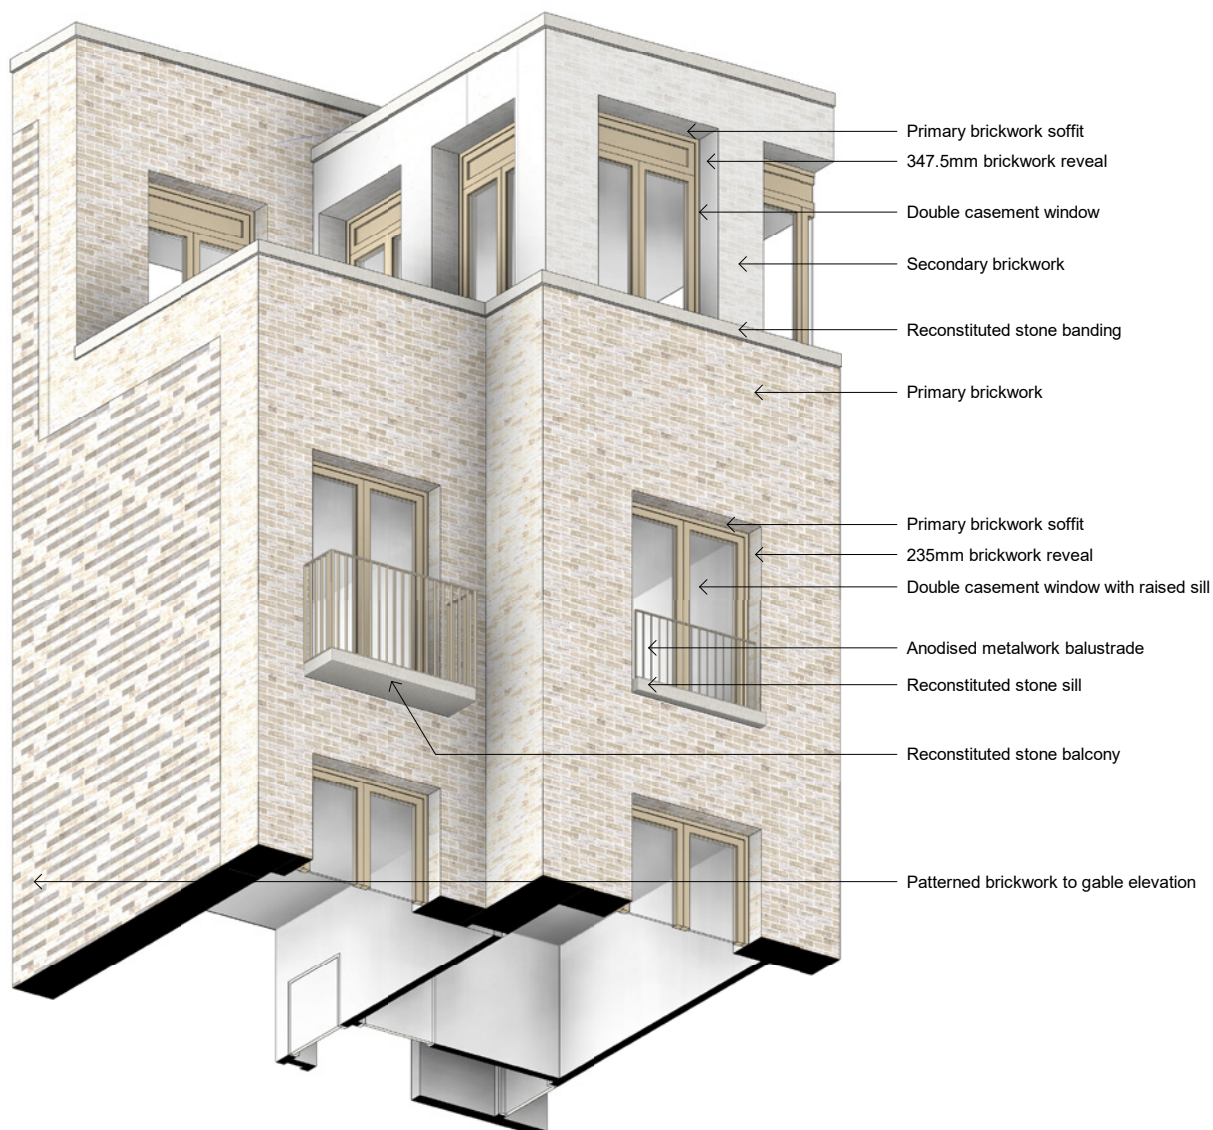 Primary brickwork soffit
347.5mm brickwork reveal
Double casement window
Secondary brickwork
Reconstituted stone banding
Primary brickwork
Primary brickwork soffit
235mm brickwork reveal
Double casement window with raised sill
Anodised metalwork balustrade
Reconstituted stone sill
Reconstituted stone balcony
Patterned brickwork to gable elevation